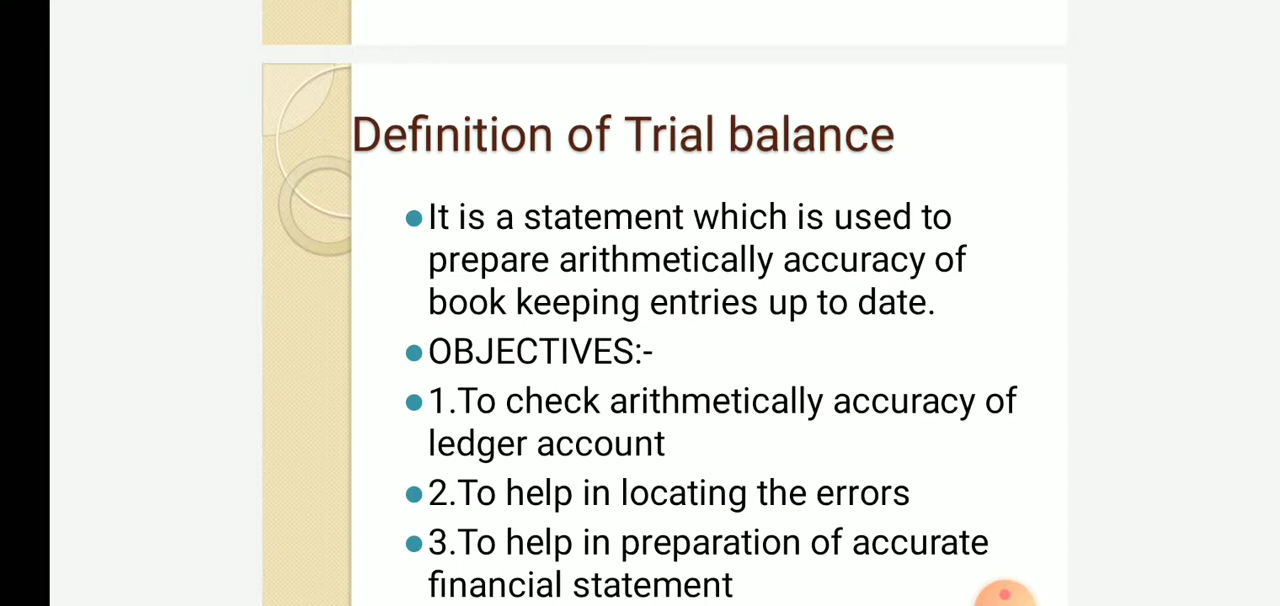 Definition of Trial balance
It is a statement which is used to
prepare arithmetically accuracy of
book keeping entries up to date.
OBJECTIVES:-
1.To check arithmetically accuracy of
ledger account
2.To help in locating the errors
3.To help in preparation of accurate
financial statement